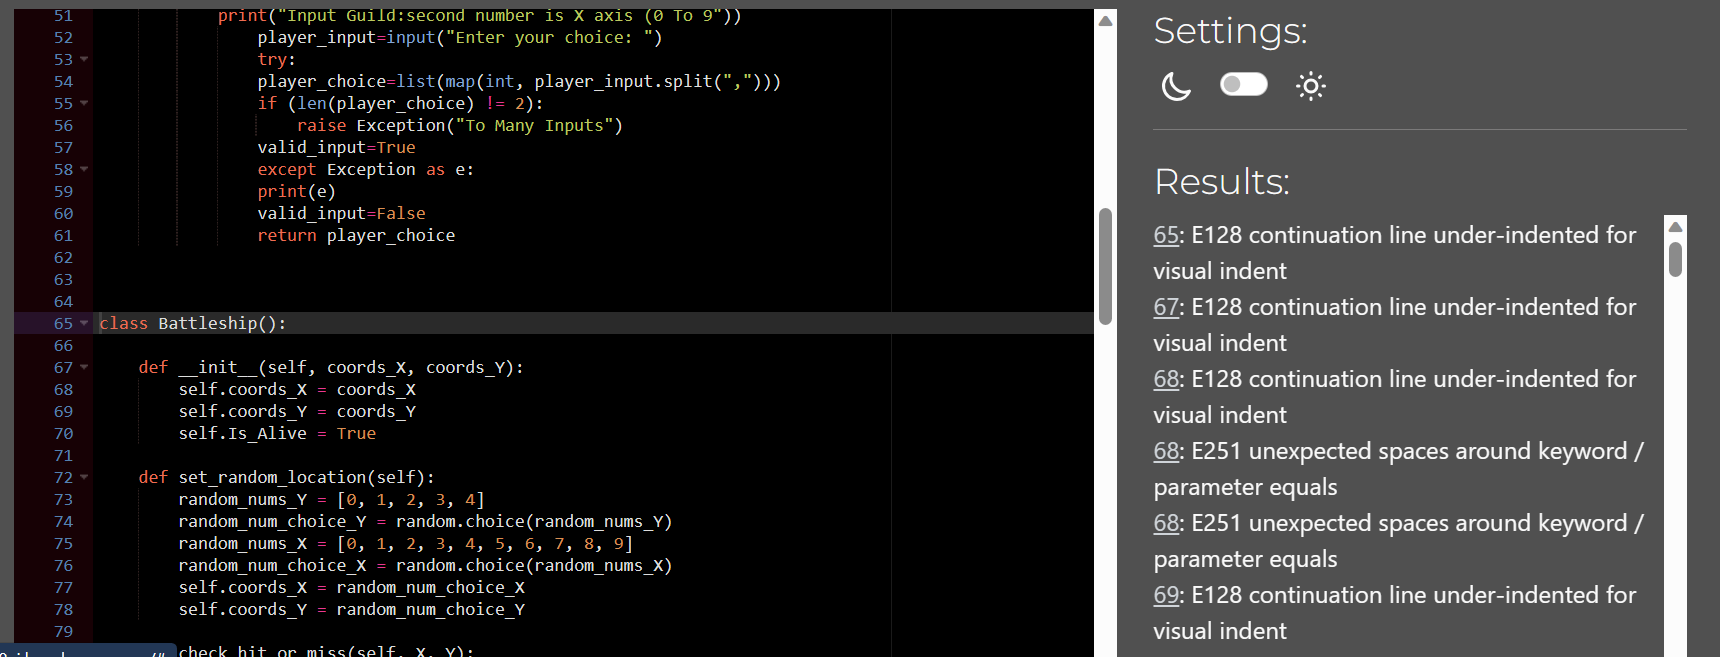 51 print("Input Guild:second number is X axis (0 To 9"))
52 player_input=input("Enter your choice: ")
53 try:
54 player_choice=list(map(int, player_input.split(",")))
55 if (len(player_choice) != 2):
56 raise Exception("To Many Inputs")
57 valid_input=True
58 except Exception as e:
59 print(e)
60 valid_input=False
61 return player_choice
62
63
64
65 class Battleship():
66
67 def __init__(self, coords_X, coords_Y):
68 self.coords_X = coords_X
69 self.coords_Y = coords_Y
70 self.Is_Alive = True
71
72 def set_random_location(self):
73 random_nums_Y = [0, 1, 2, 3, 4]
74 random_num_choice_Y = random.choice(random_nums_Y)
75 random_nums_X = [0, 1, 2, 3, 4, 5, 6, 7, 8, 9]
76 random_num_choice_X = random.choice(random_nums_X)
77 self.coords_X = random_num_choice_X
78 self.coords_Y = random_num_choice_Y
79
check_hit_or_miss(self, X, Y):
Settings:
Results:
65: E128 continuation line under-indented for
visual indent
67: E128 continuation line under-indented for
visual indent
68: E128 continuation line under-indented for
visual indent
68: E251 unexpected spaces around keyword /
parameter equals
68: E251 unexpected spaces around keyword /
parameter equals
69: E128 continuation line under-indented for
visual indent